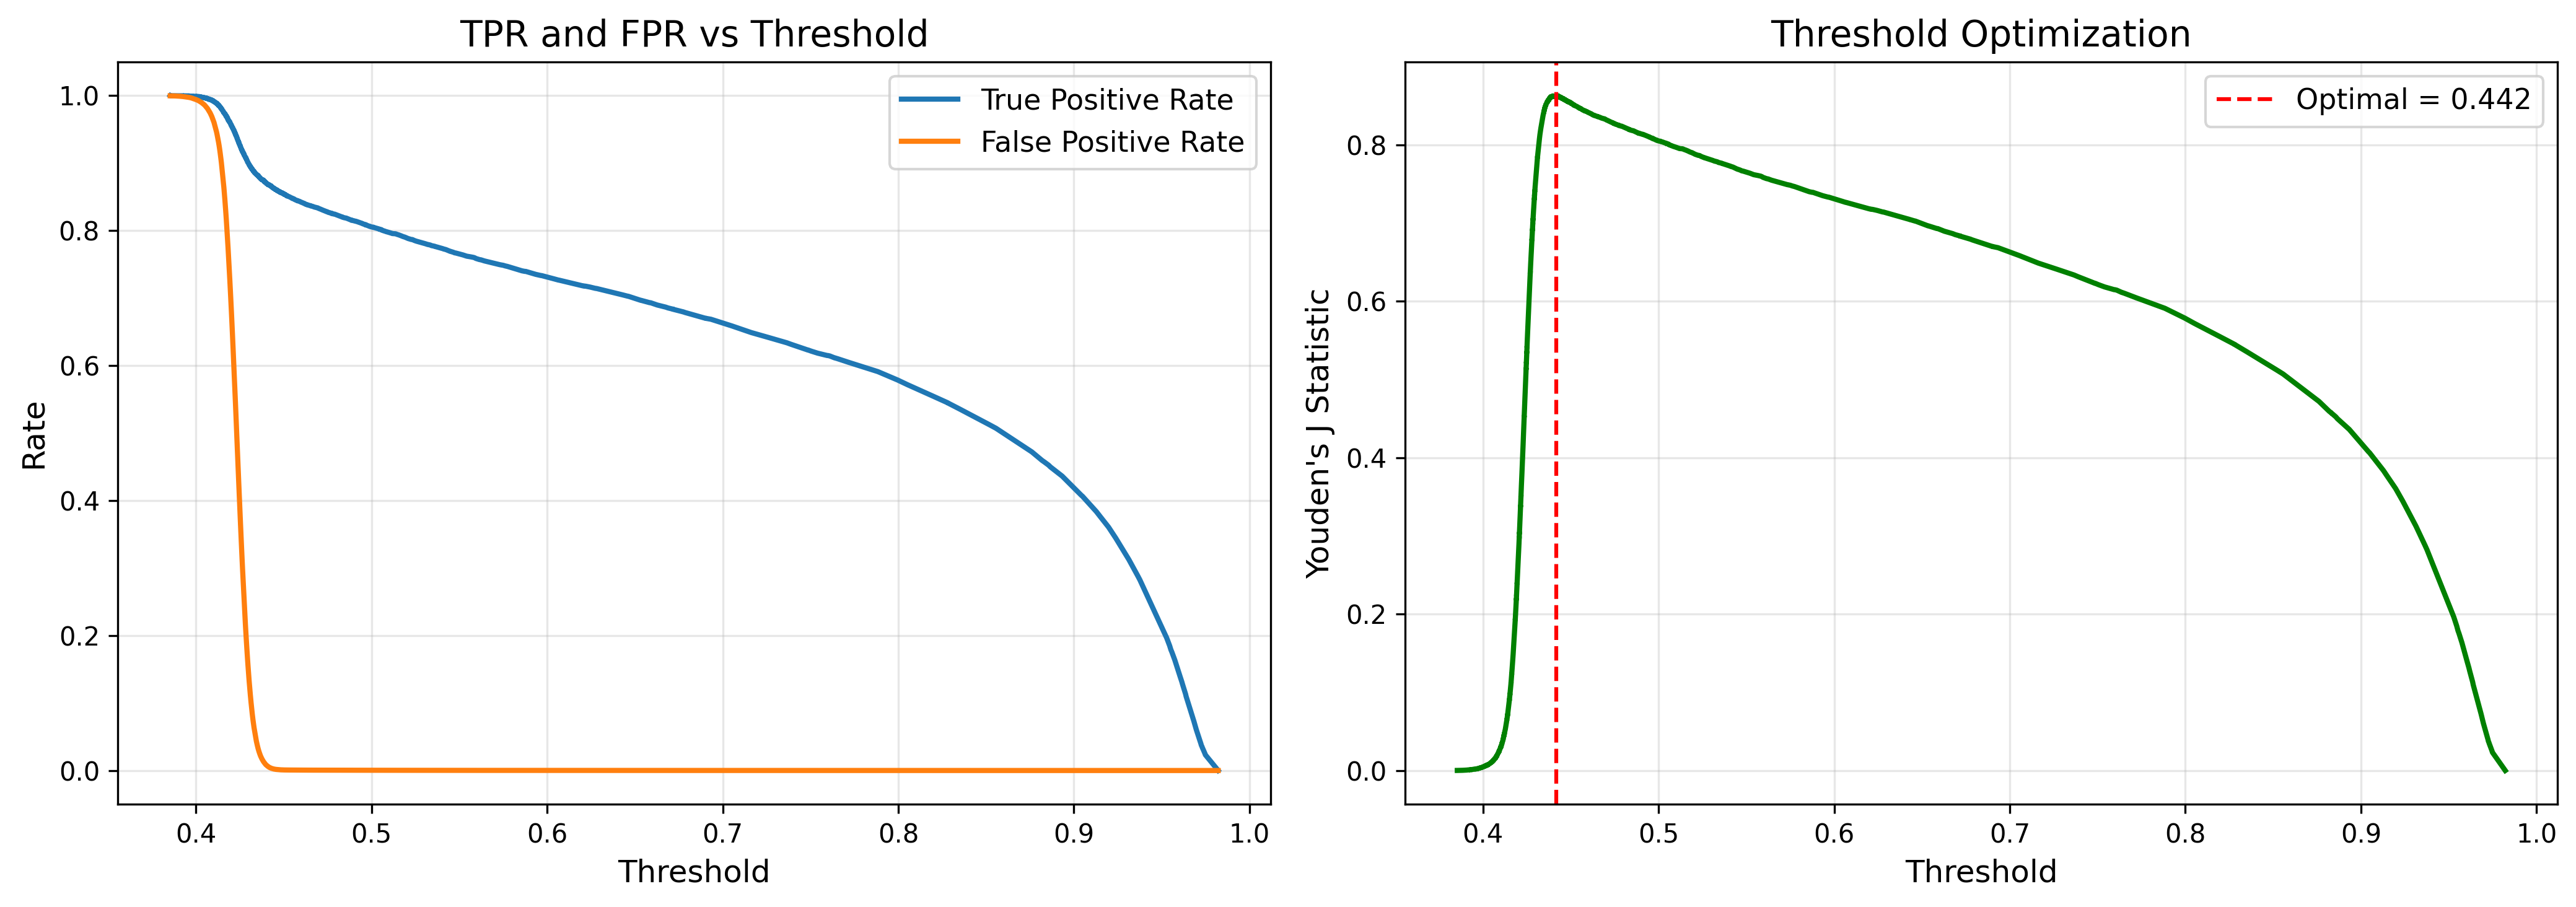 TPR and FPR vs Threshold
True Positive Rate
False Positive Rate
Rate
1.0
0.8
0.6
0.4
0.2
0.0
0.4 0.5 0.6 0.7 0.8 0.9 1.0
Threshold
Threshold Optimization
Optimal = 0.442
Youden's J Statistic
0.8
0.6
0.4
0.2
0.0
0.4 0.5 0.6 0.7 0.8 0.9 1.0
Threshold